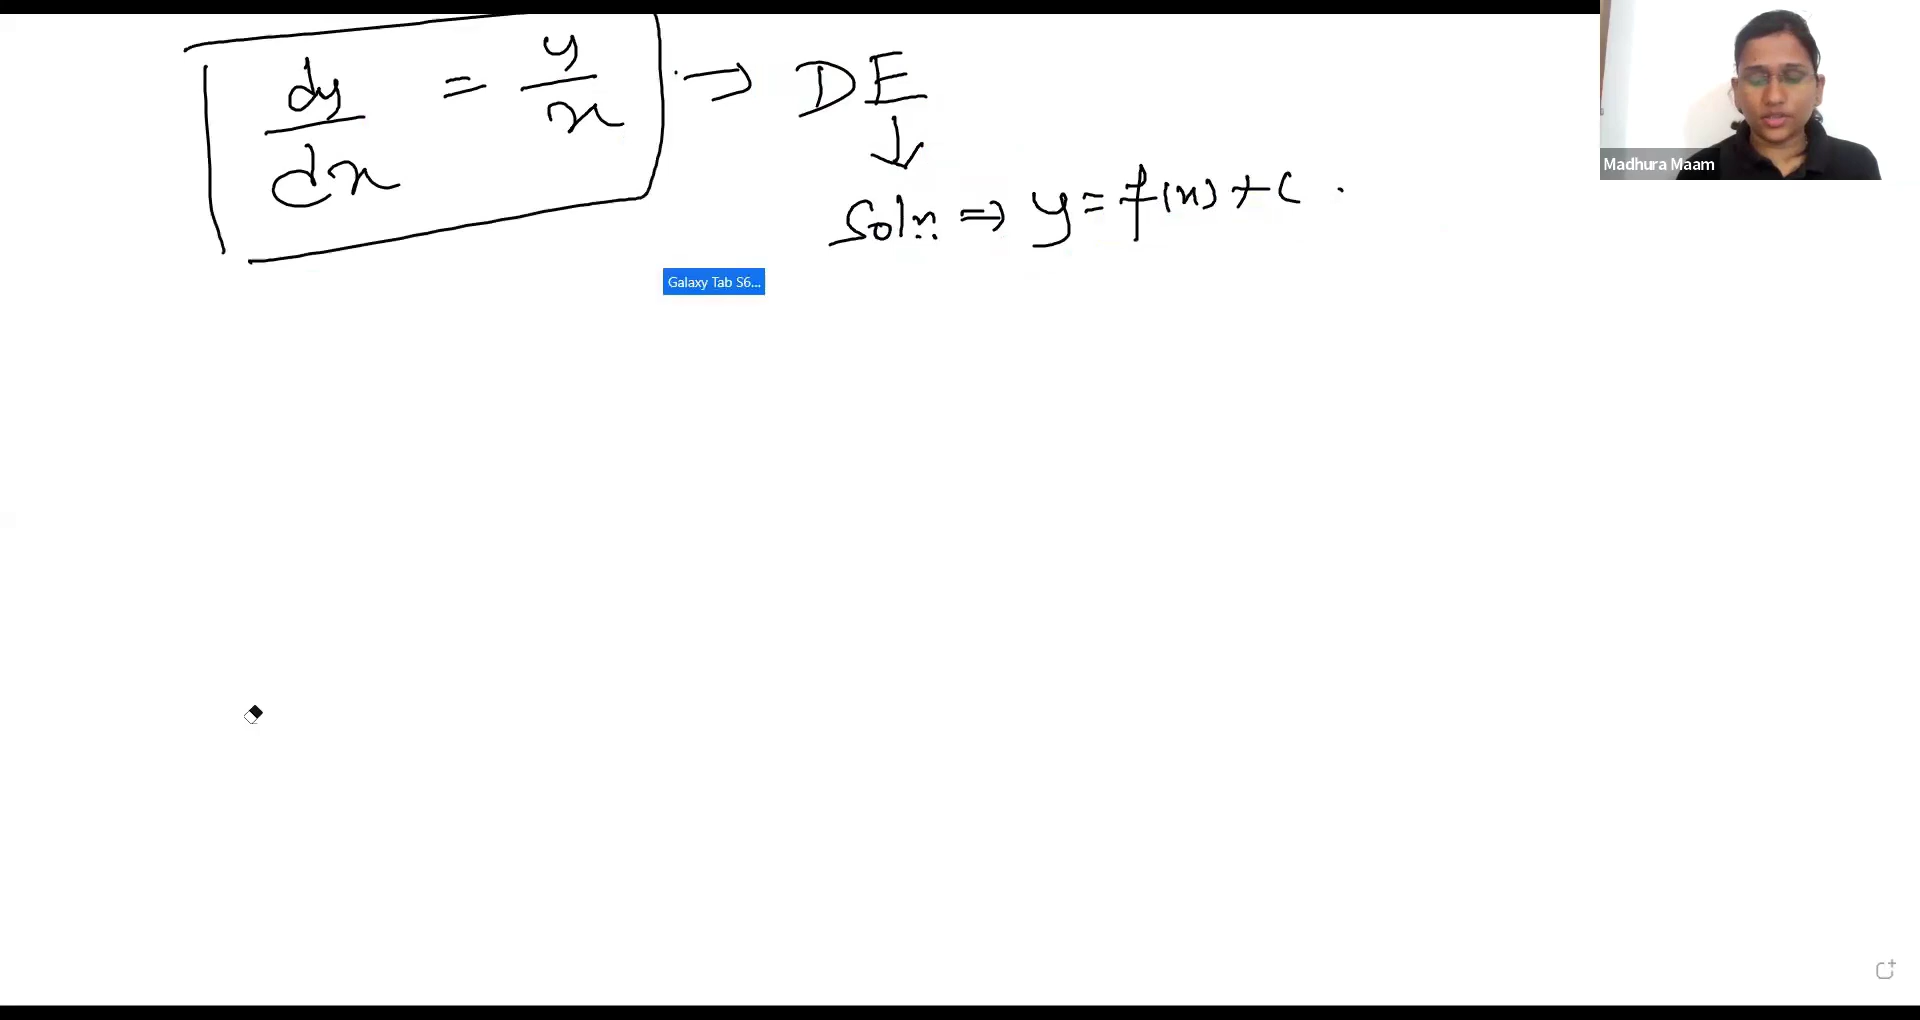 dy/dx = y/x → DE
↓
Soln ⇒ y = f(x) + C
Madhura Maam
Galaxy Tab S6...